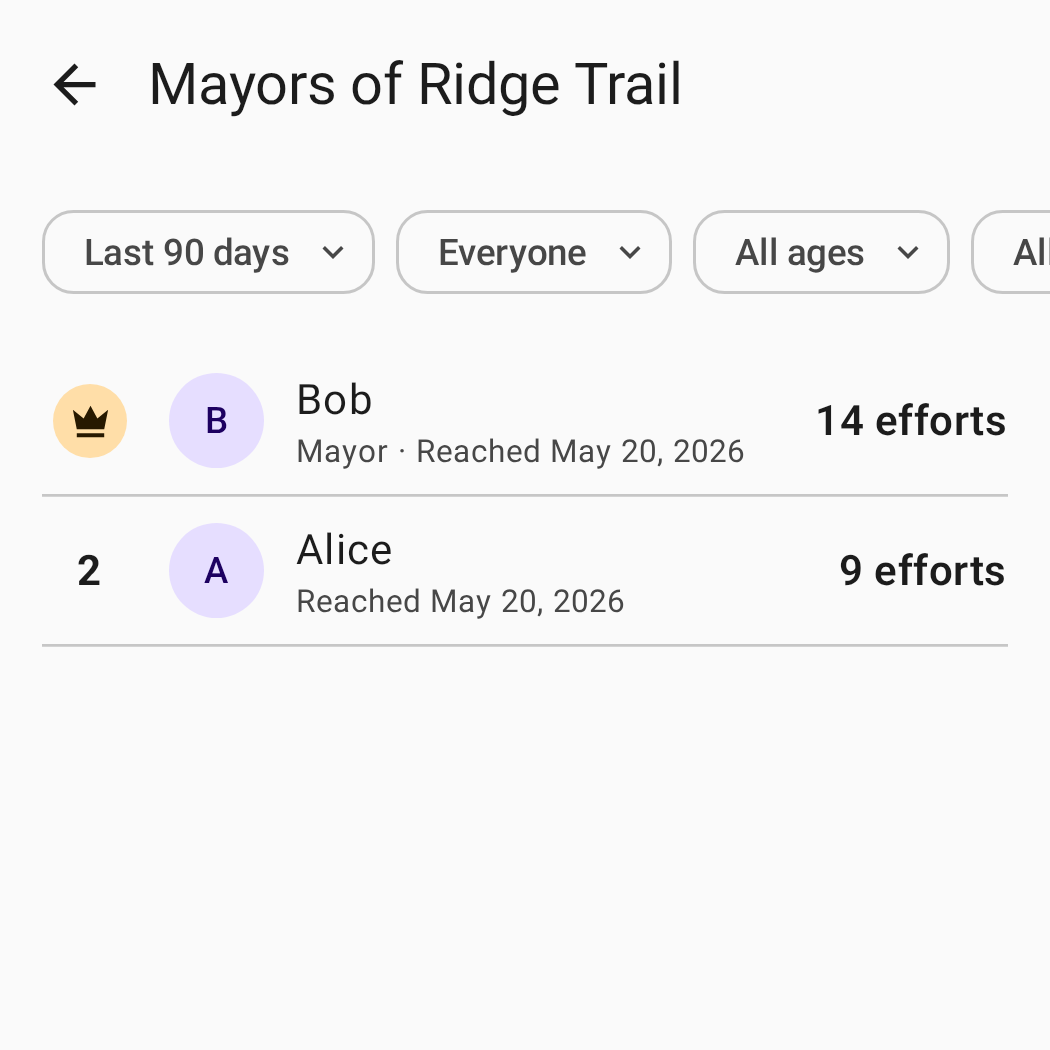 Mayors of Ridge Trail
Last 90 days Everyone All ages All
B Bob 14 efforts
Mayor · Reached May 20, 2026
2 A Alice 9 efforts
Reached May 20, 2026